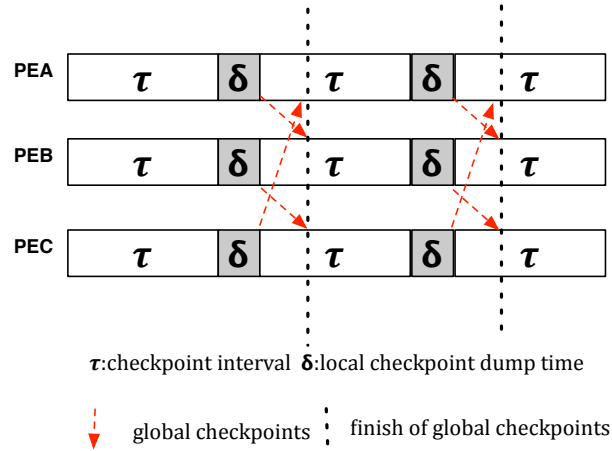 PEA τ δ τ δ τ
PEB τ δ τ δ τ
PEC τ δ τ δ τ
τ:checkpoint interval δ:local checkpoint dump time
global checkpoints finish of global checkpoints